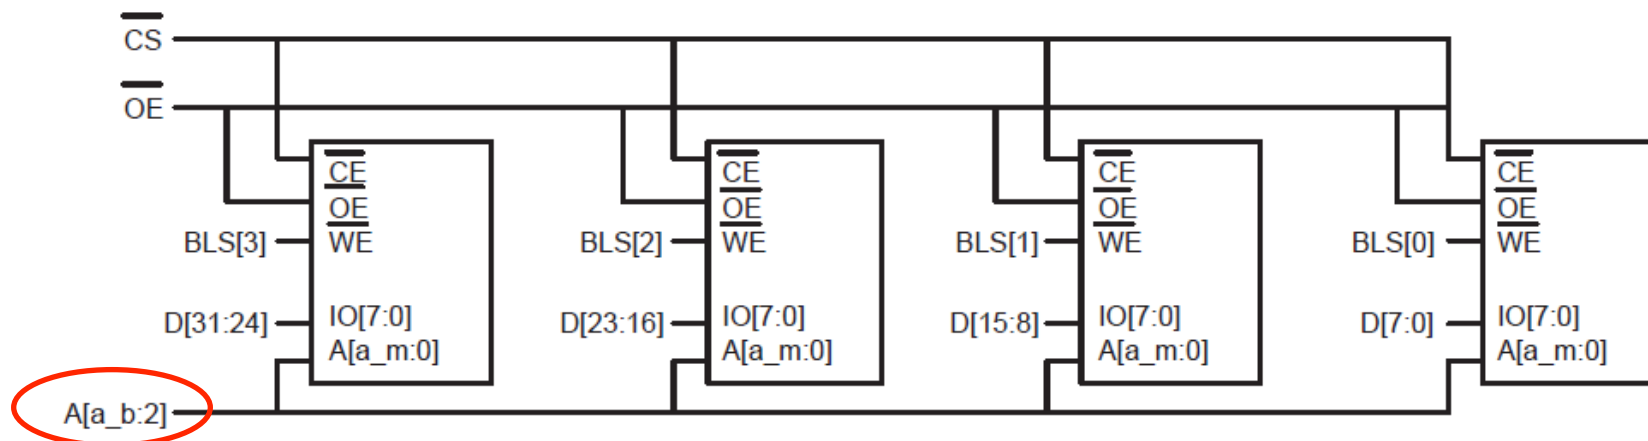 CS
OE
CE
OE
WE
BLS[3]
D[31:24]
IO[7:0]
A[a_m:0]
CE
OE
WE
BLS[2]
D[23:16]
IO[7:0]
A[a_m:0]
CE
OE
WE
BLS[1]
D[15:8]
IO[7:0]
A[a_m:0]
CE
OE
WE
BLS[0]
D[7:0]
IO[7:0]
A[a_m:0]
A[a_b:2]